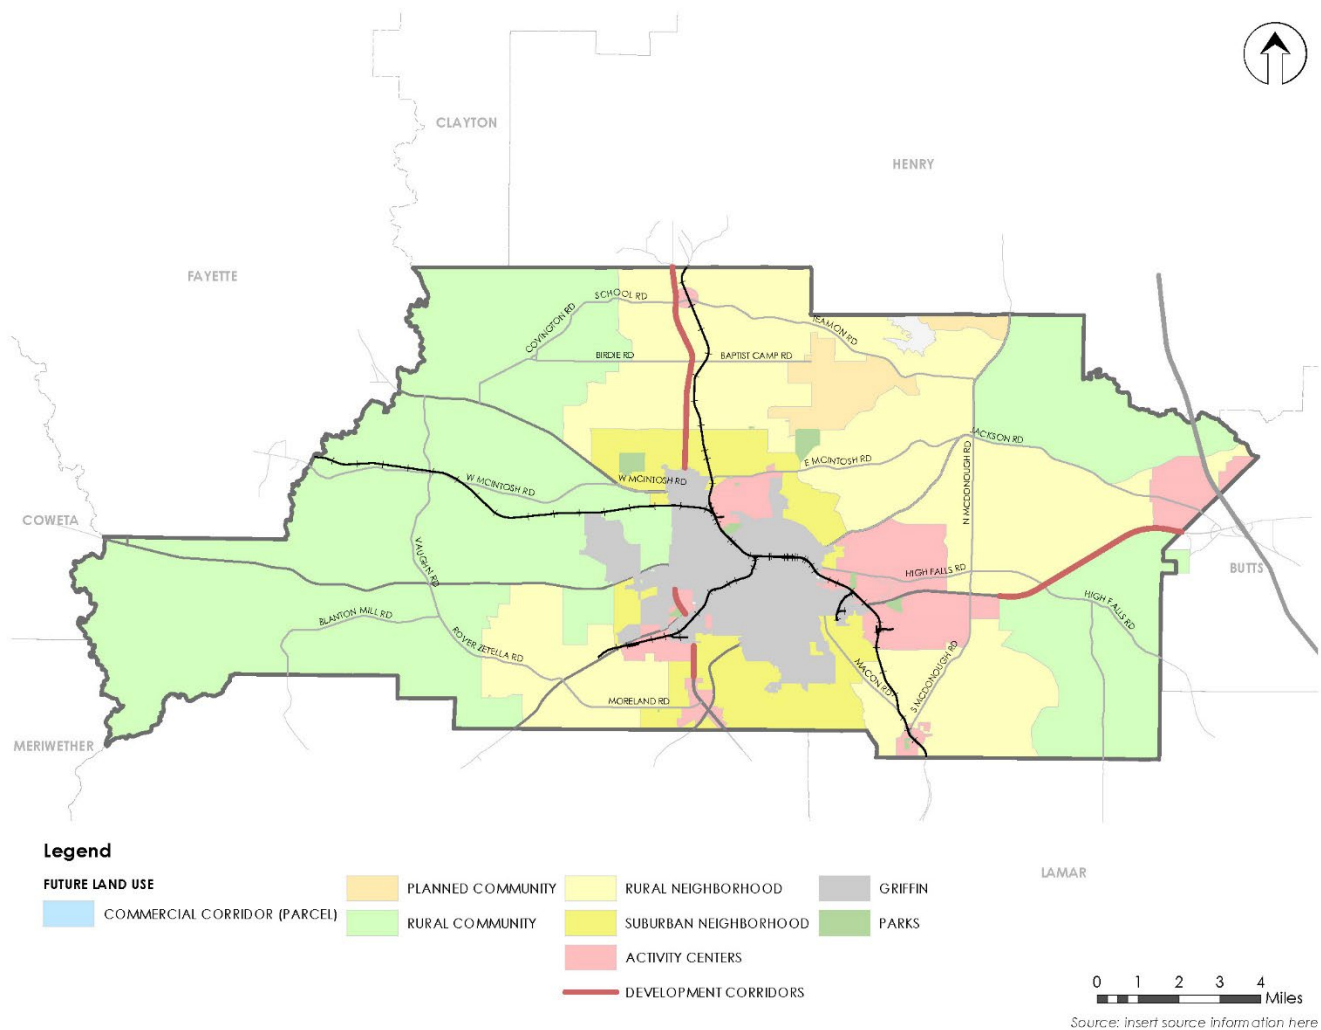 CLAYTON
HENRY
FAYETTE
SCHOOL RD
COVINGTON RD
TEAMON RD
BIRDIE RD
BAPTIST CAMP RD
JACKSON RD
E MCINTOSH RD
W MCINTOSH RD
W MCINTOSH RD
N MCDONOUGH RD
COWETA
VAUGHN RD
HIGH FALLS RD
BUTTS
HIGH FALLS RD
BLANTON MILL RD
ROVER ZETELLA RD
MACON RD
S MCDONOUGH RD
MORELAND RD
MERIWETHER
LAMAR
Legend
FUTURE LAND USE
COMMERCIAL CORRIDOR (PARCEL)
PLANNED COMMUNITY
RURAL COMMUNITY
RURAL NEIGHBORHOOD
SUBURBAN NEIGHBORHOOD
ACTIVITY CENTERS
DEVELOPMENT CORRIDORS
GRIFFIN
PARKS
0 1 2 3 4
Miles
Source: insert source information here